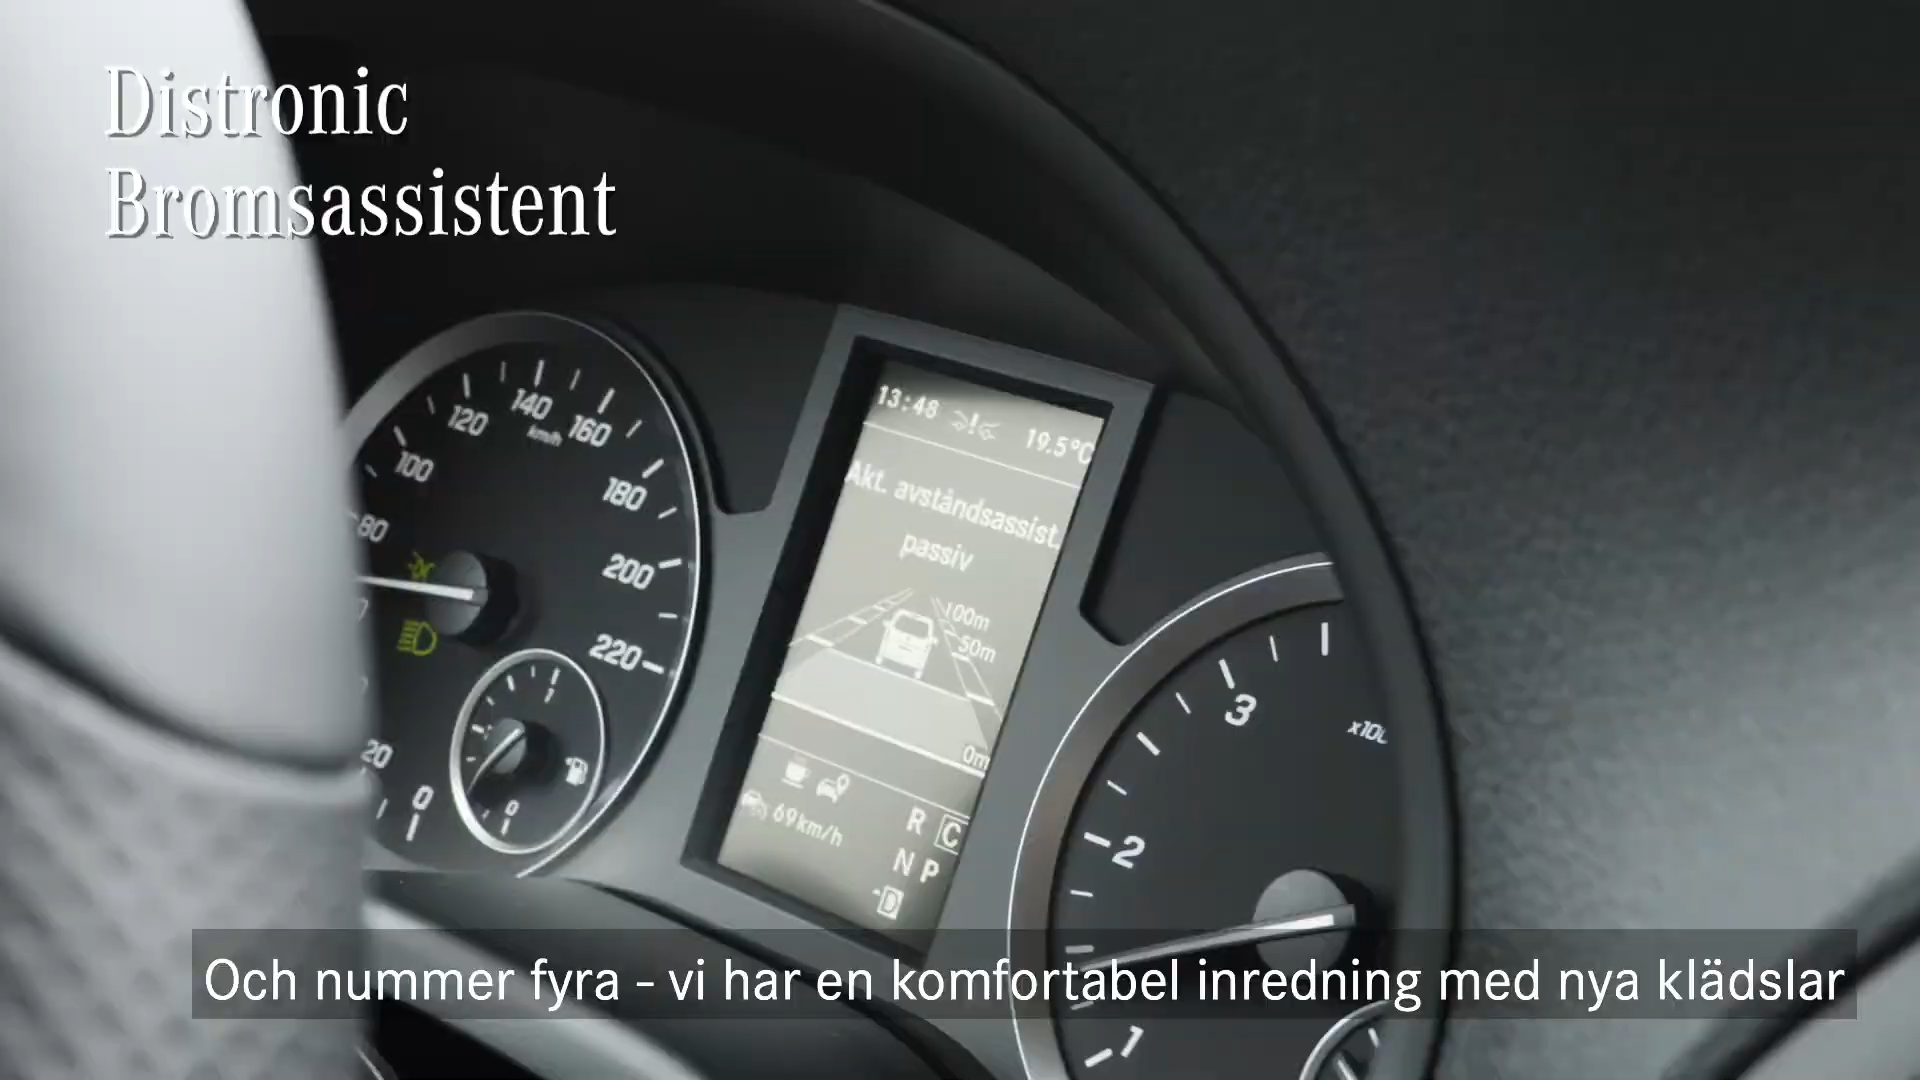 Distronic
Bromsassistent
140
120
km/h
160
100
180
80
200
220
20
0
1
0
13:48
19.5°C
Akt. avståndsassist.
passiv
100m
50m
0m
69km/h
R C
N P
D
3
2
1
Och nummer fyra - vi har en komfortabel inredning med nya klädslar